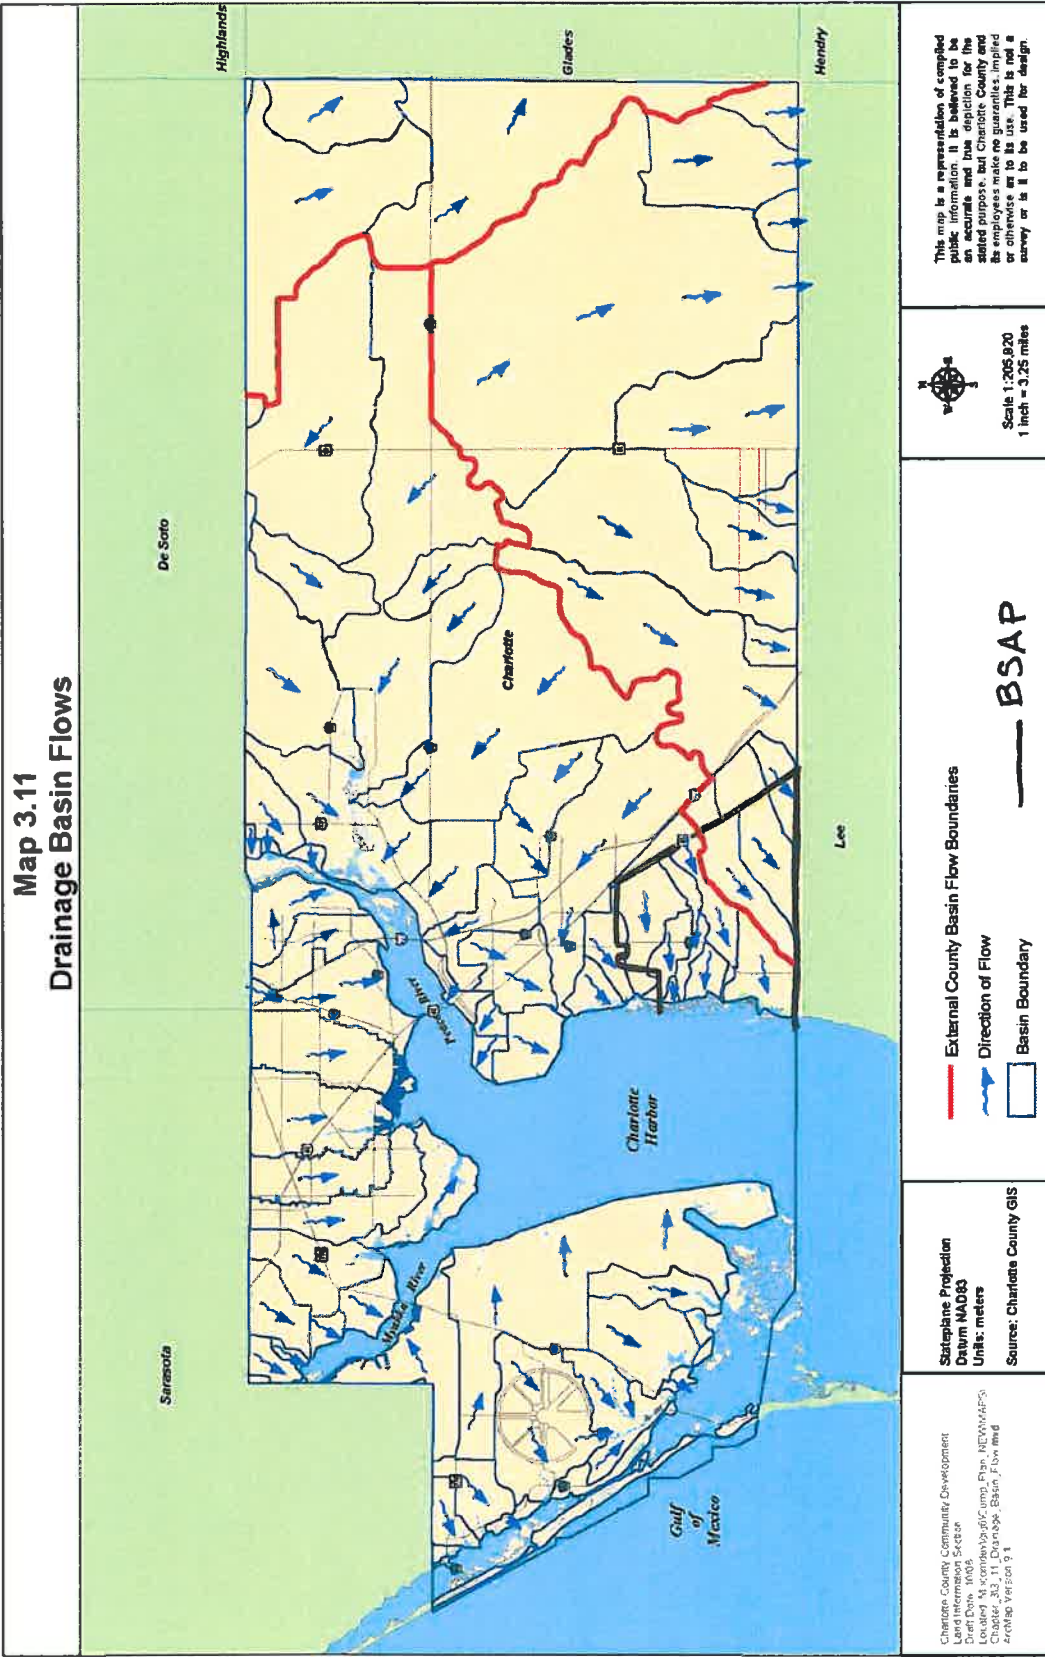 Map 3.11
Drainage Basin Flows
Sarasota
De Soto
Highlands
Glades
Hendry
Lee
Charlotte
Peace River
Myakka River
Charlotte
Harbor
Gulf
of
Mexico
Charlotte County Community Development
Land Information Section
Stateplane Projection
Datum NAD83
Units: meters
Source: Charlotte County GIS
External County Basin Flow Boundaries
Direction of Flow
Basin Boundary
BSAP
N
S
Scale 1:205,920
1 inch = 3.25 miles
This map is a representation of compiled
public information. It is believed to be
an accurate and true depiction for the
stated purpose, but Charlotte County and
its employees make no guaranties, implied
or otherwise as to its use. This is not a
survey or is it to be used for design.